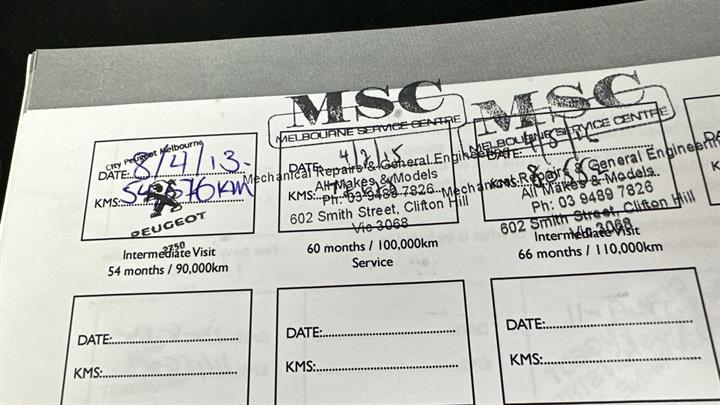 City Peugeot Melbourne
DATE: 8/4/13
KMS:
PEUGEOT
2750
Intermediate Visit
54 months / 90,000km
MSC
MELBOURNE SERVICE CENTRE
DATE: 4/2/15
Mechanical Repairs & General Engineering
KMS:
All Makes & Models
Ph: 03 9489 7826
602 Smith Street, Clifton Hill
Vic 3068
60 months / 100,000km
Service
MSC
MELBOURNE SERVICE CENTRE
DATE:
Mechanical Repairs & General Engineering
KMS:
All Makes & Models
Ph: 03 9489 7826
602 Smith Street, Clifton Hill
Vic 3068
Intermediate Visit
66 months / 110,000km
DATE:
KMS:
DATE:
KMS:
DATE:
KMS: